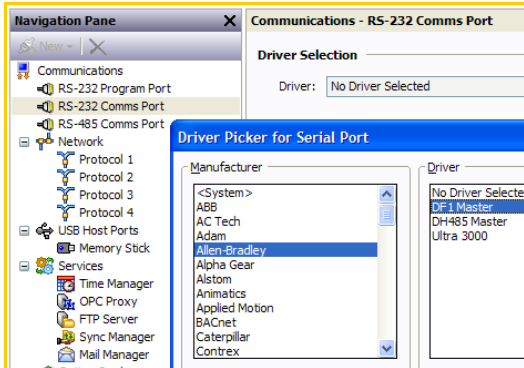 Navigation Pane X
New
Communications
RS-232 Program Port
RS-232 Comms Port
RS-485 Comms Port
Network
Protocol 1
Protocol 2
Protocol 3
Protocol 4
USB Host Ports
Memory Stick
Services
Time Manager
OPC Proxy
FTP Server
Sync Manager
Mail Manager
Communications - RS-232 Comms Port
Driver Selection
Driver: No Driver Selected
Driver Picker for Serial Port
Manufacturer
<System>
ABB
AC Tech
Adam
Allen-Bradley
Alpha Gear
Alstom
Animatics
Applied Motion
BACnet
Caterpillar
Contrex
Driver
No Driver Selecte
DF1 Master
DH485 Master
Ultra 3000